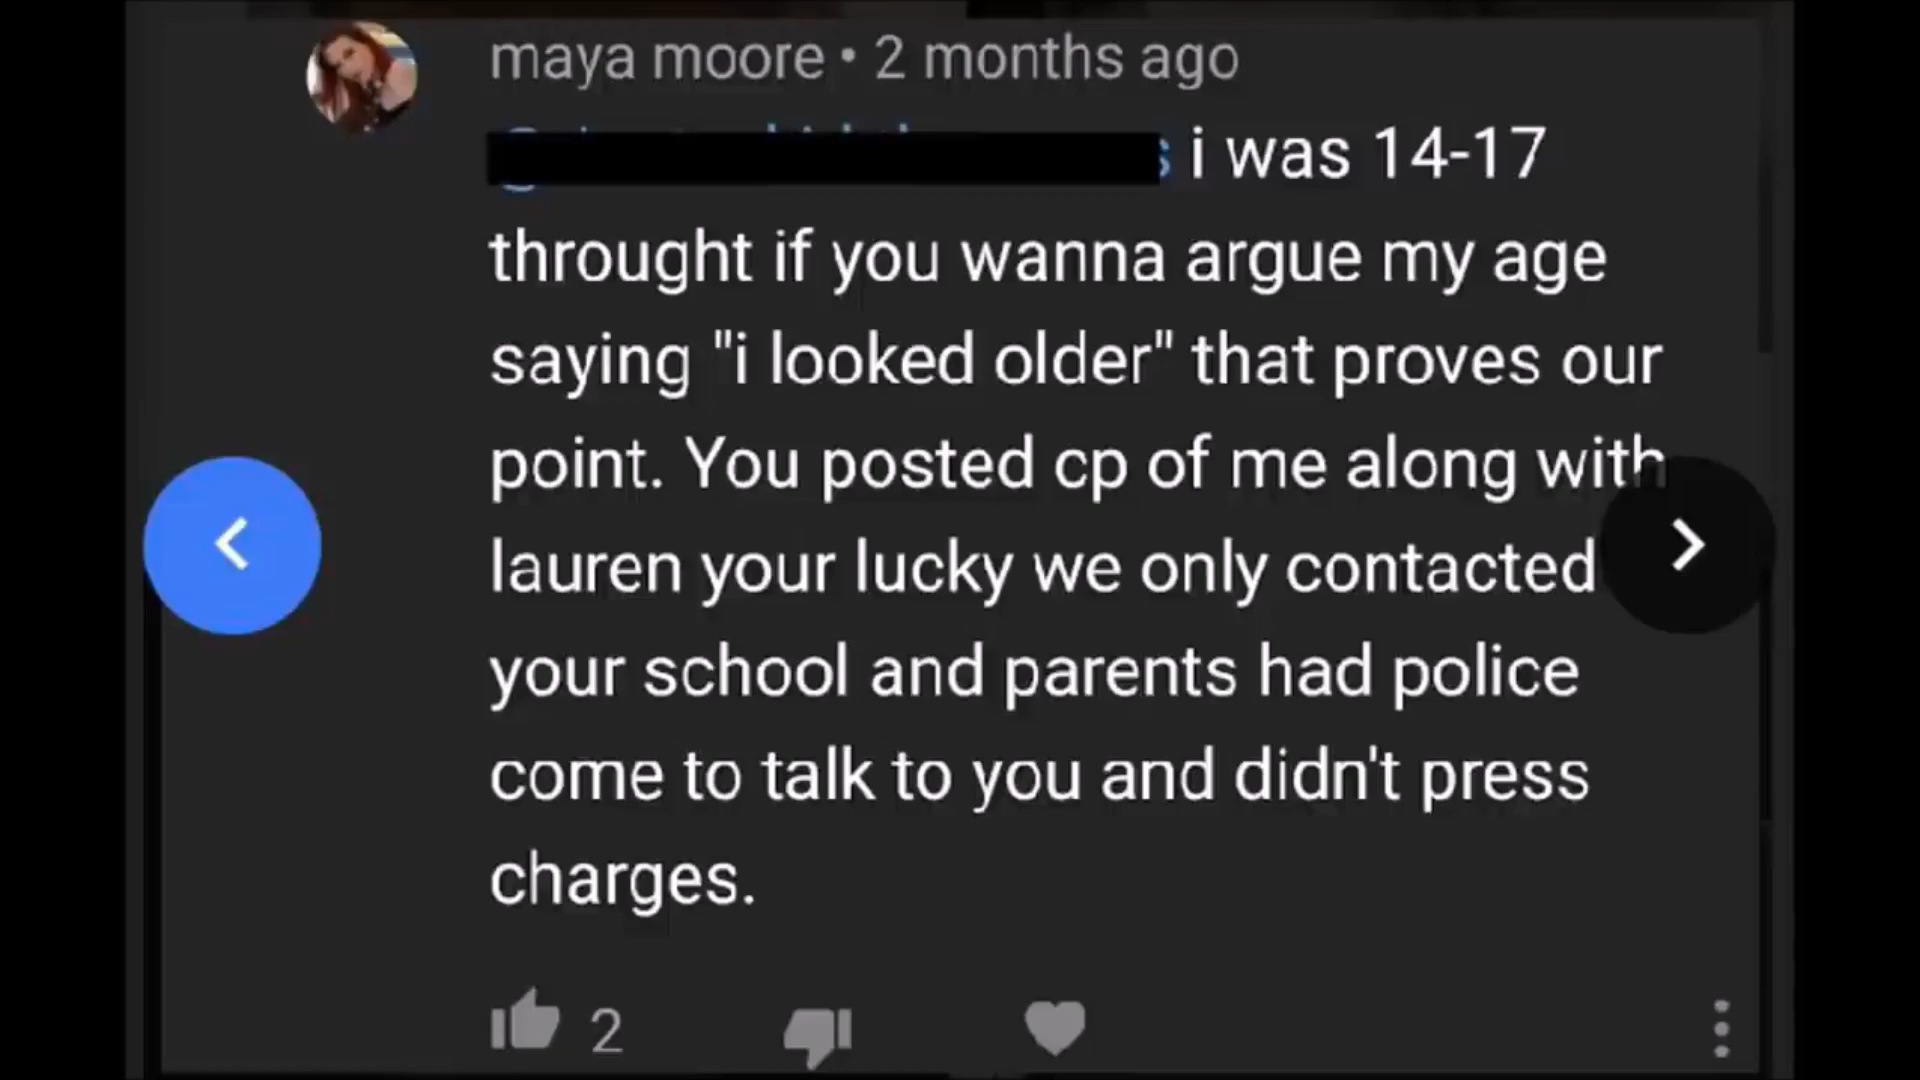 maya moore • 2 months ago
i was 14-17
throught if you wanna argue my age
saying "i looked older" that proves our
point. You posted cp of me along with
lauren your lucky we only contacted
your school and parents had police
come to talk to you and didn't press
charges.
2